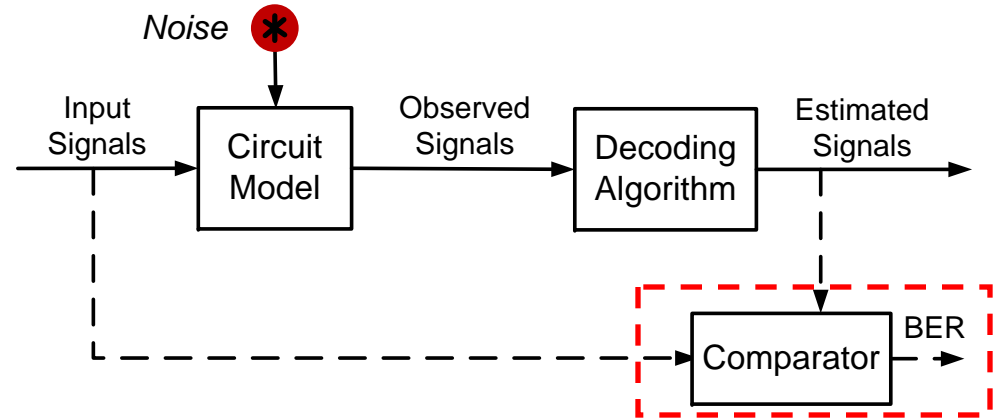 Noise
Input
Signals
Circuit
Model
Observed
Signals
Decoding
Algorithm
Estimated
Signals
Comparator
BER